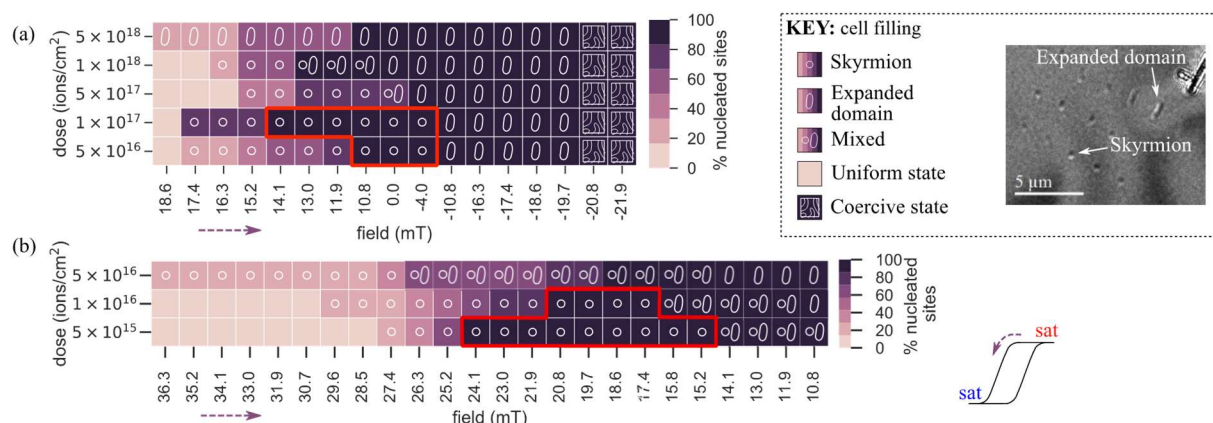 (a)
dose (ions/cm²)
5 × 10¹⁸
1 × 10¹⁸
5 × 10¹⁷
1 × 10¹⁷
5 × 10¹⁶
18.6 17.4 16.3 15.2 14.1 13.0 11.9 10.8 0.0 -4.0 -10.8 -16.3 -17.4 -18.6 -19.7 -20.8 -21.9
field (mT)
100
80
60
40
20
0
% nucleated sites
KEY: cell filling
Skyrmion
Expanded
domain
Mixed
Uniform state
Coercive state
Expanded domain
Skyrmion
5 µm
(b)
dose (ions/cm²)
5 × 10¹⁶
1 × 10¹⁶
5 × 10¹⁵
36.3 35.2 34.1 33.0 31.9 30.7 29.6 28.5 27.4 26.3 25.2 24.1 23.0 21.9 20.8 19.7 18.6 17.4 15.8 15.2 14.1 13.0 11.9 10.8
field (mT)
100
80
60
40
20
0
% nucleated
sites
sat
sat